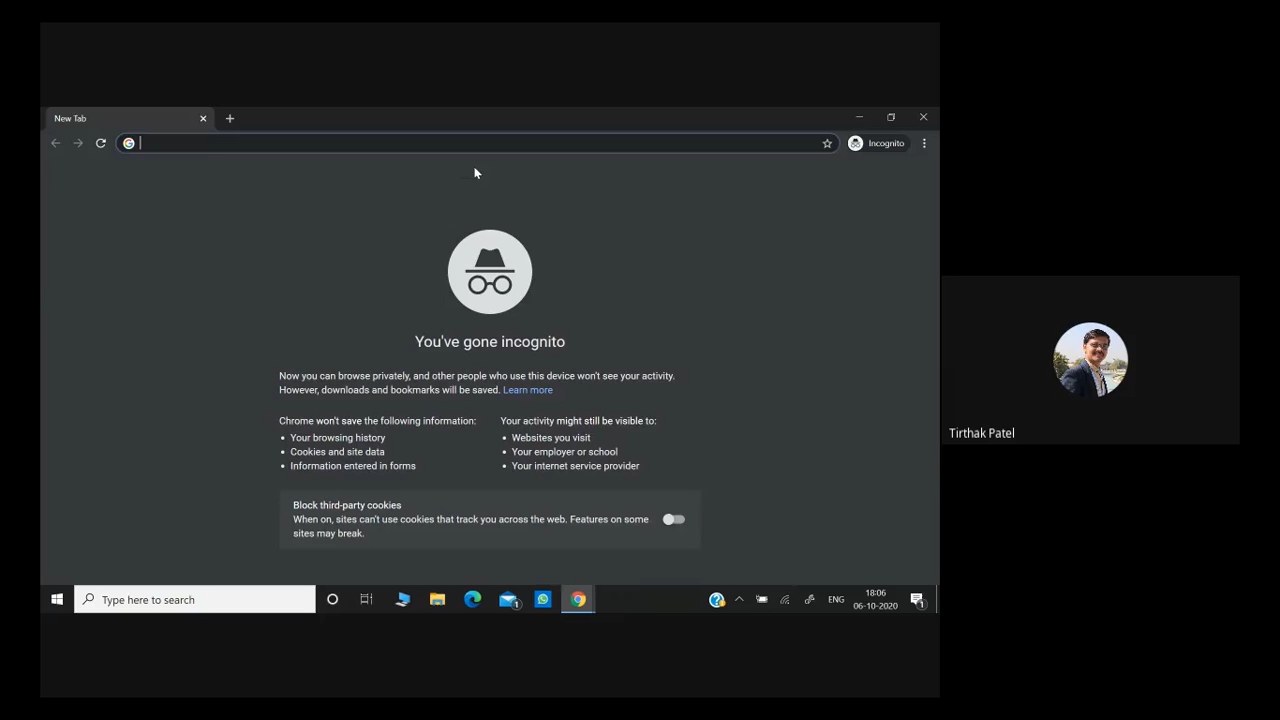 New Tab
Incognito
You've gone incognito
Now you can browse privately, and other people who use this device won't see your activity.
However, downloads and bookmarks will be saved. Learn more
Chrome won't save the following information:
• Your browsing history
• Cookies and site data
• Information entered in forms
Your activity might still be visible to:
• Websites you visit
• Your employer or school
• Your internet service provider
Block third-party cookies
When on, sites can't use cookies that track you across the web. Features on some
sites may break.
Tirthak Patel
Type here to search
1
ENG
18:06
06-10-2020
1